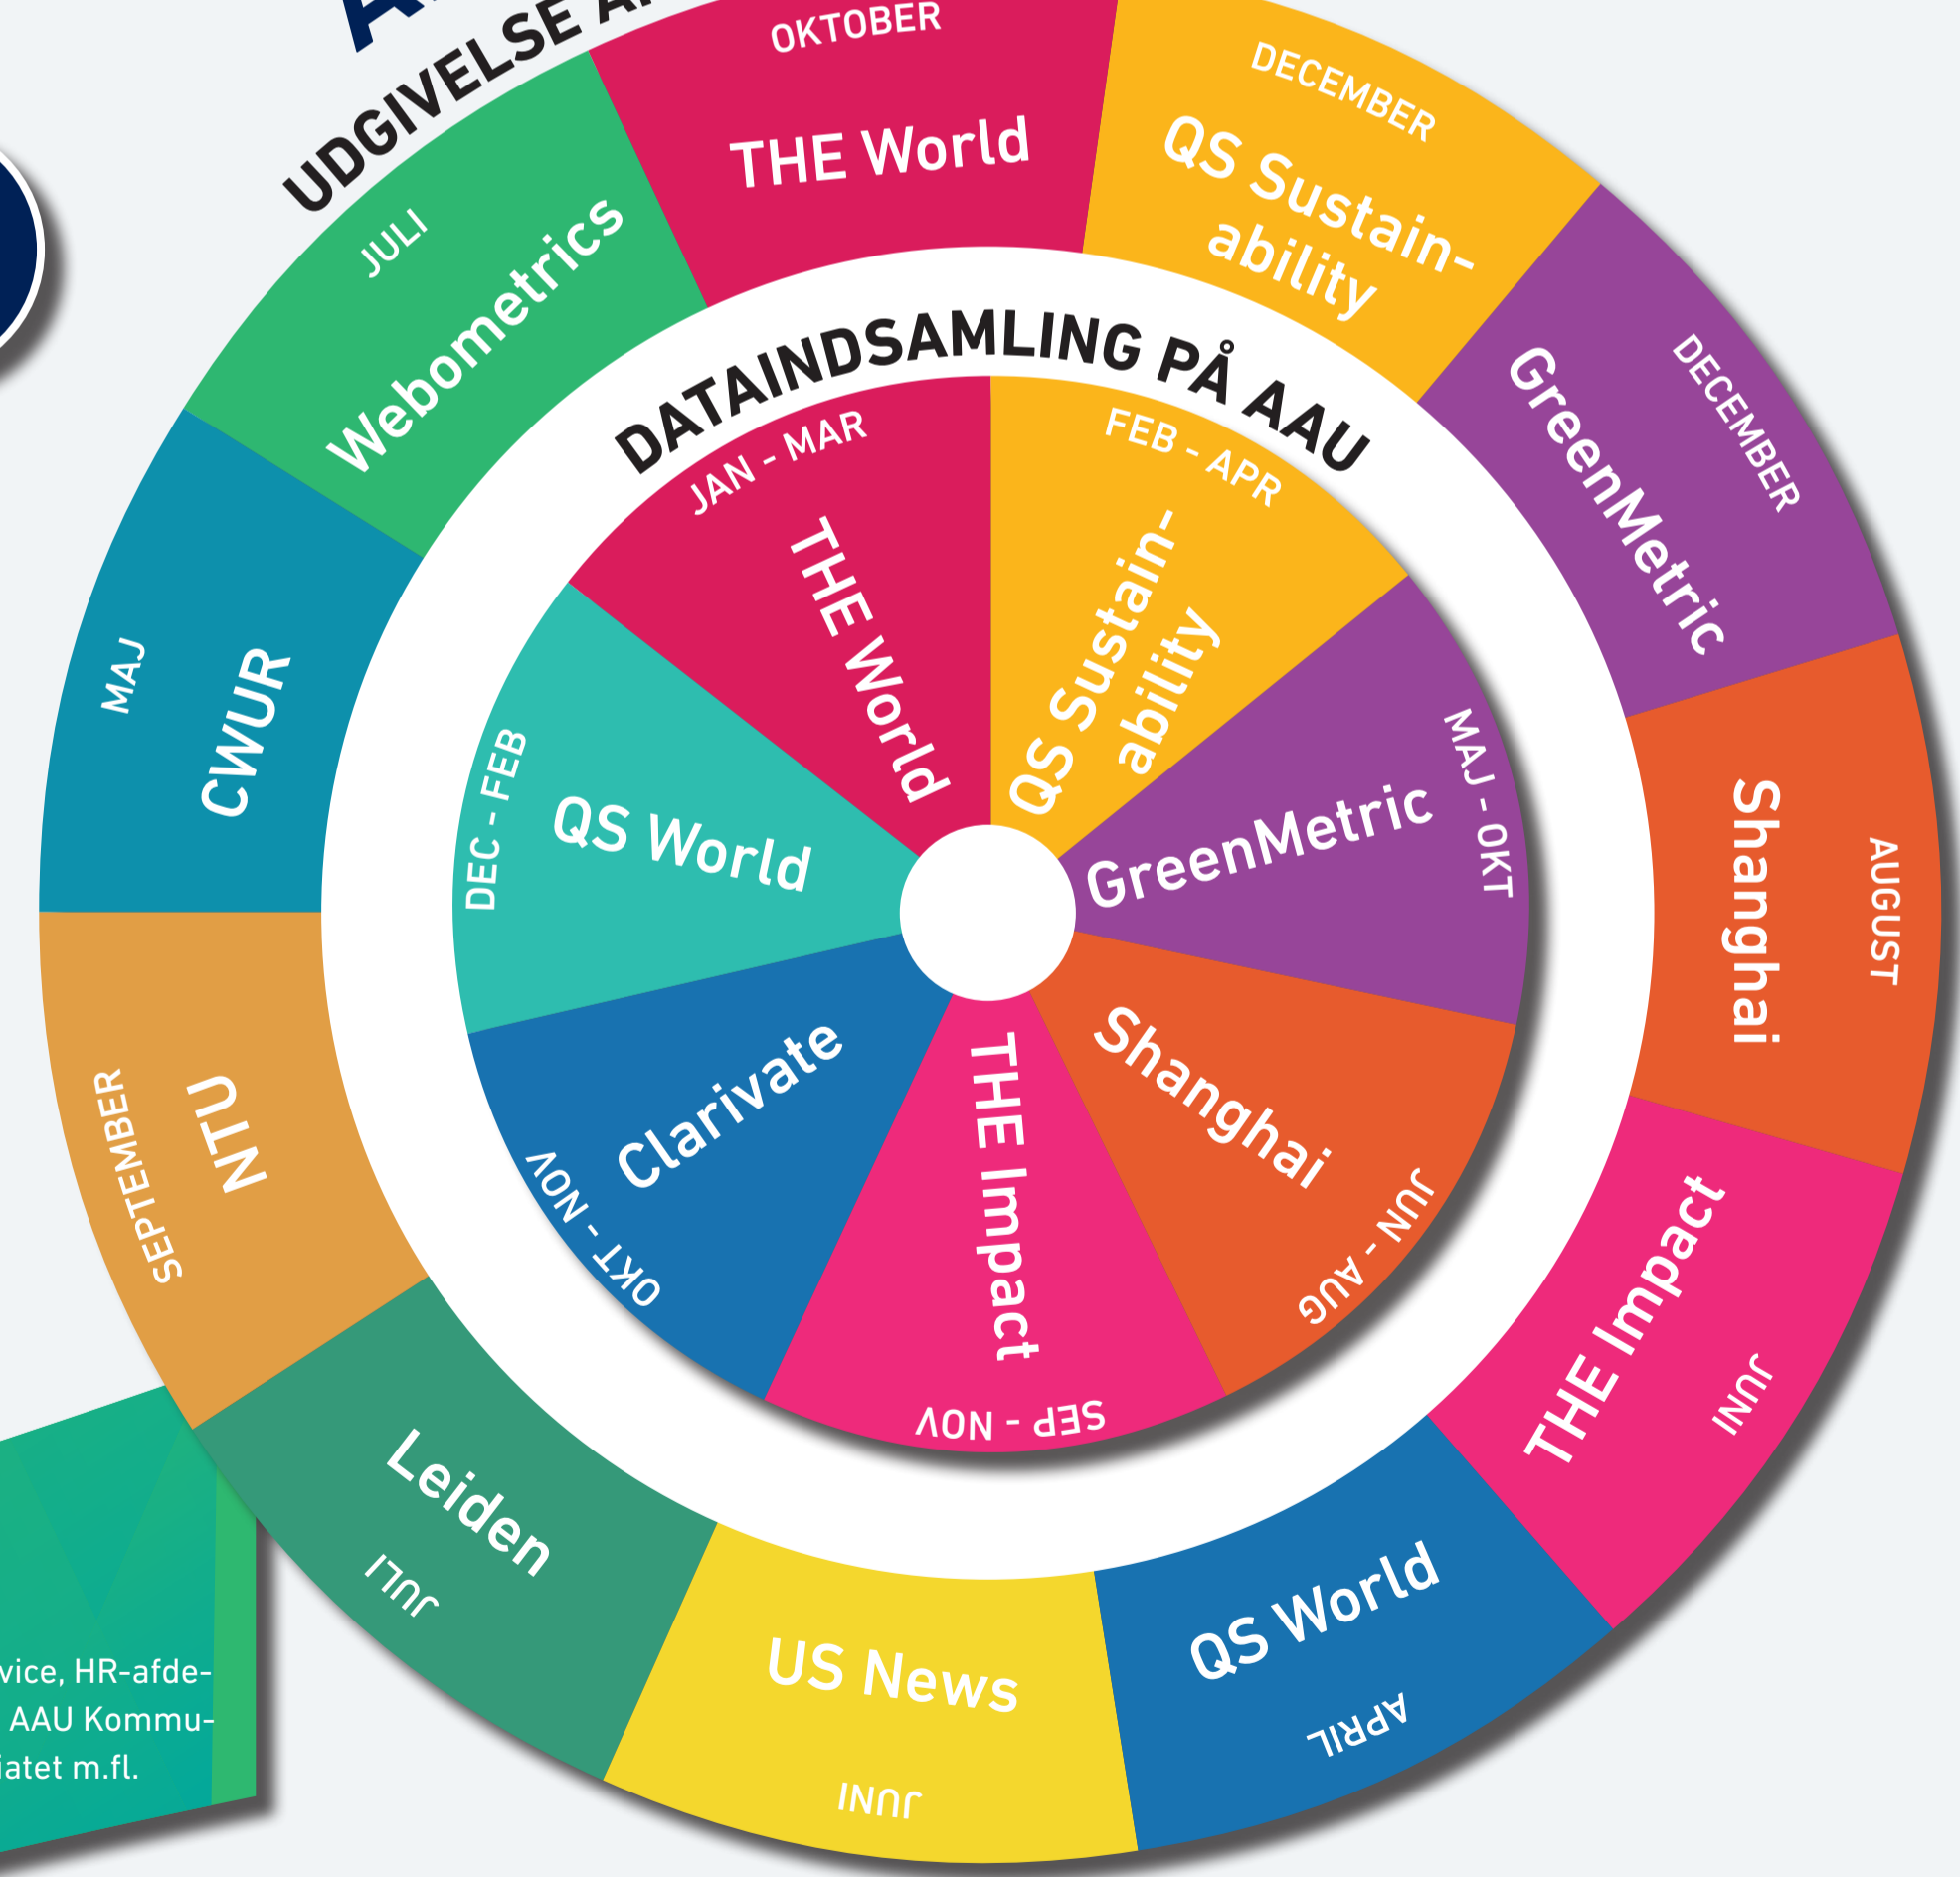 UDGIVELSE
OKTOBER
THE World
DECEMBER
QS Sustain-
ability
DECEMBER
GreenMetric
AUGUST
Shanghai
JUNI
THE Impact
APRIL
QS World
JUNI
US News
JULI
Leiden
SEPTEMBER
NTU
MAJ
CWUR
JULI
Webometrics
DATAINDSAMLING PÅ AAU
JAN - MAR
THE World
FEB - APR
QS Sustain-
ability
MAJ - OKT
GreenMetric
JUN - AUG
Shanghai
SEP - NOV
THE Impact
OKT - NOV
Clarivate
DEC - FEB
QS World
HR-afde-
AAU Kommu-
m.fl.